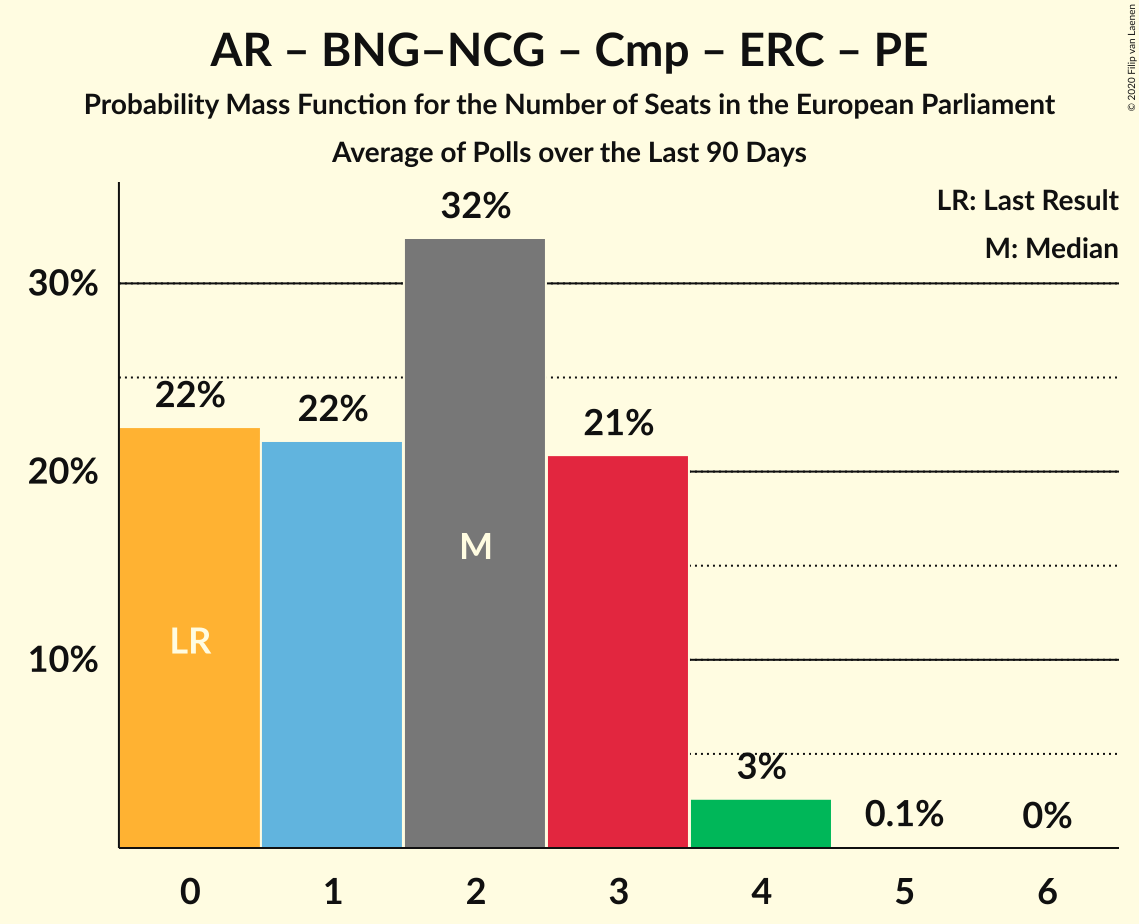 AR – BNG–NCG – Cmp – ERC – PE
Probability Mass Function for the Number of Seats in the European Parliament
Average of Polls over the Last 90 Days
© 2020 Filip van Laenen
LR: Last Result
M: Median
32%
30%
22%
22%
21%
20%
M
LR
10%
3%
0.1%
0%
0 1 2 3 4 5 6